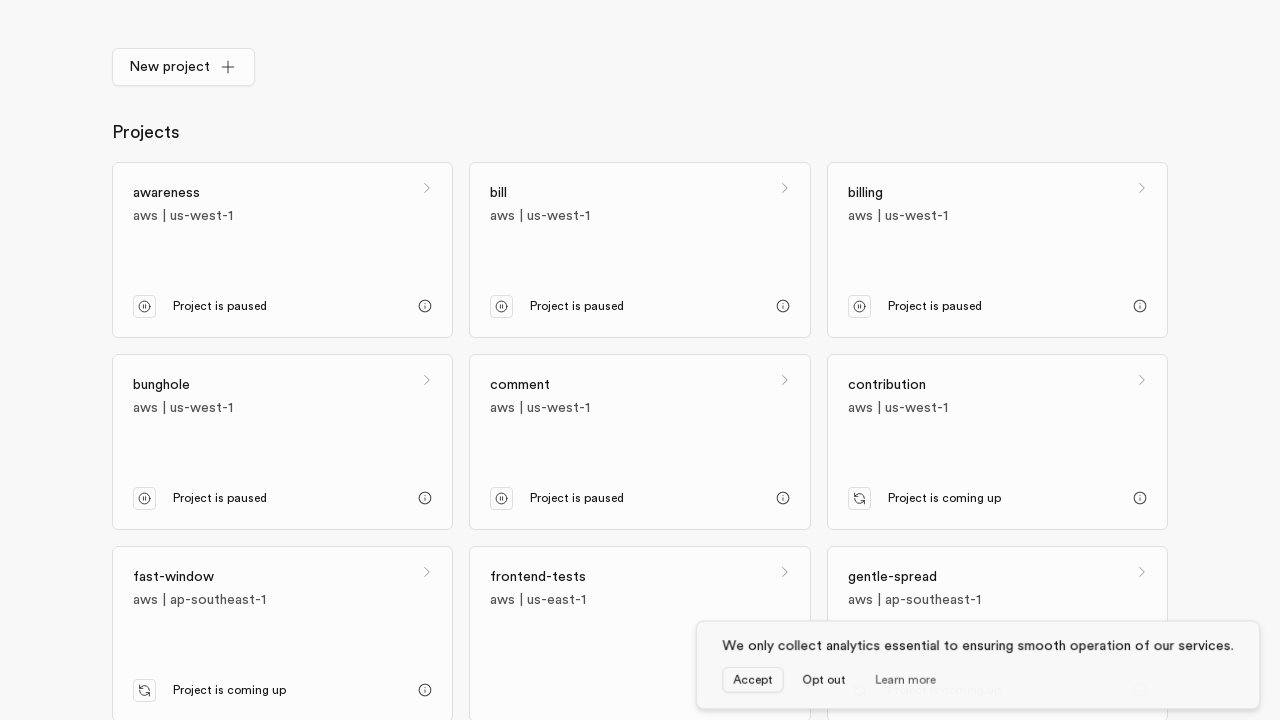 New project
Projects
awareness
aws | us-west-1
Project is paused
bill
aws | us-west-1
Project is paused
billing
aws | us-west-1
Project is paused
bunghole
aws | us-west-1
Project is paused
comment
aws | us-west-1
Project is paused
contribution
aws | us-west-1
Project is coming up
fast-window
aws | ap-southeast-1
Project is coming up
frontend-tests
aws | us-east-1
gentle-spread
aws | ap-southeast-1
We only collect analytics essential to ensuring smooth operation of our services.
Accept
Opt out
Learn more